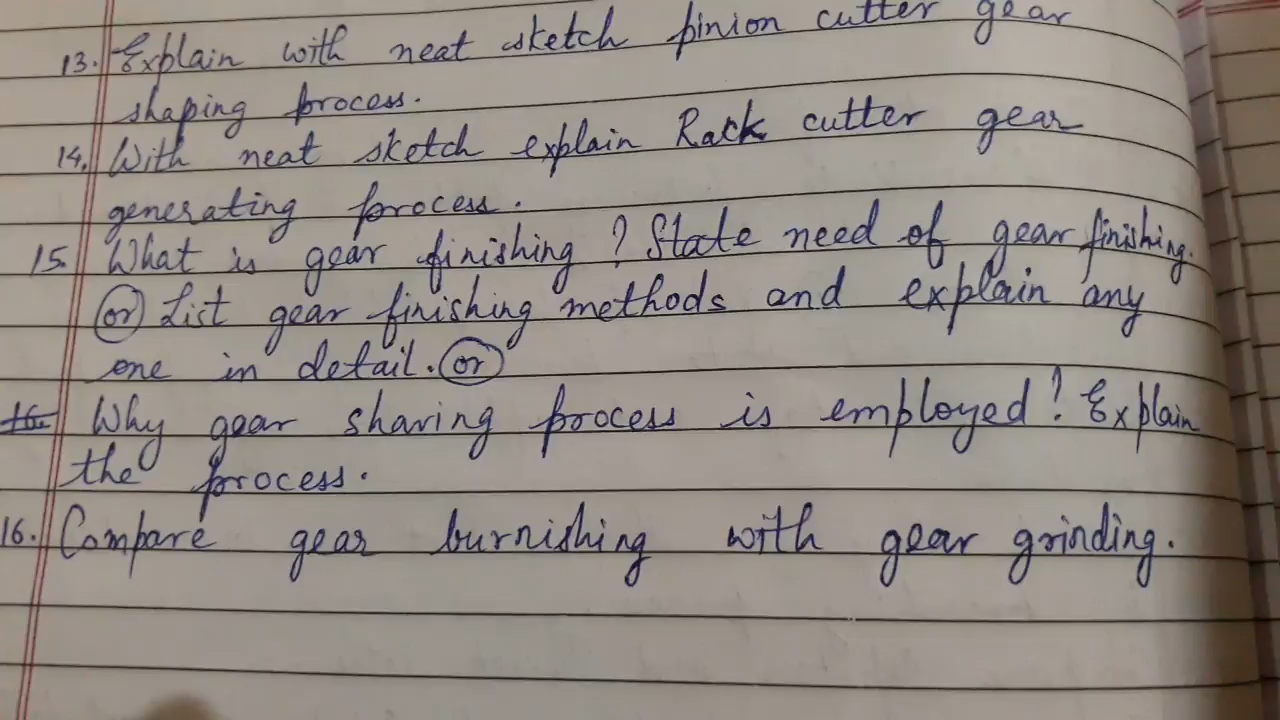 13. Explain with neat sketch pinion cutter gear
shaping process.
14. With neat sketch explain Rack cutter gear
generating process.
15. What is gear finishing? State need of gear finishing.
(or) List gear finishing methods and explain any
one in detail. (or)
16. Why gear shaving process is employed? Explain
the process.
16. Compare gear burnishing with gear grinding.